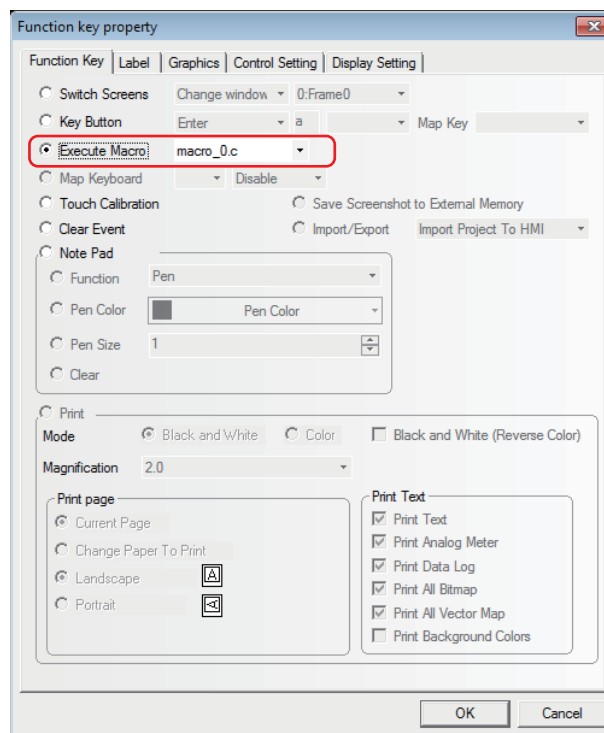 Function key property
Function Key Label Graphics Control Setting Display Setting
Switch Screens Change window 0:Frame0
Key Button Enter a Map Key
Execute Macro macro_0.c
Map Keyboard Disable
Touch Calibration Save Screenshot to External Memory
Clear Event Import/Export Import Project To HMI
Note Pad
Function Pen
Pen Color Pen Color
Pen Size 1
Clear
Print
Mode Black and White Color Black and White (Reverse Color)
Magnification 2.0
Print page
Current Page
Change Paper To Print
Landscape A
Portrait A
Print Text
Print Text
Print Analog Meter
Print Data Log
Print All Bitmap
Print All Vector Map
Print Background Colors
OK Cancel